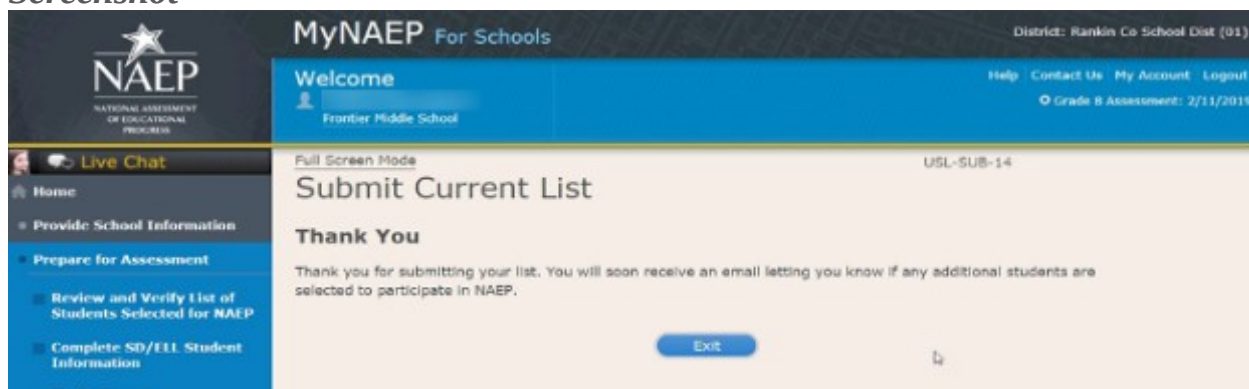 Screenshot
MyNAEP For Schools
District: Rankin Co School Dist (01)
NAEP
NATIONAL ASSESSMENT
OF EDUCATIONAL
PROGRESS
Welcome
Frontier Middle School
Help Contact Us My Account Logout
Grade 8 Assessment: 2/11/2019
Live Chat
Home
Provide School Information
Prepare for Assessment
Review and Verify List of
Students Selected for NAEP
Complete SD/ELL Student
Information
Full Screen Mode
USL-SUB-14
Submit Current List
Thank You
Thank you for submitting your list. You will soon receive an email letting you know if any additional students are
selected to participate in NAEP.
Exit